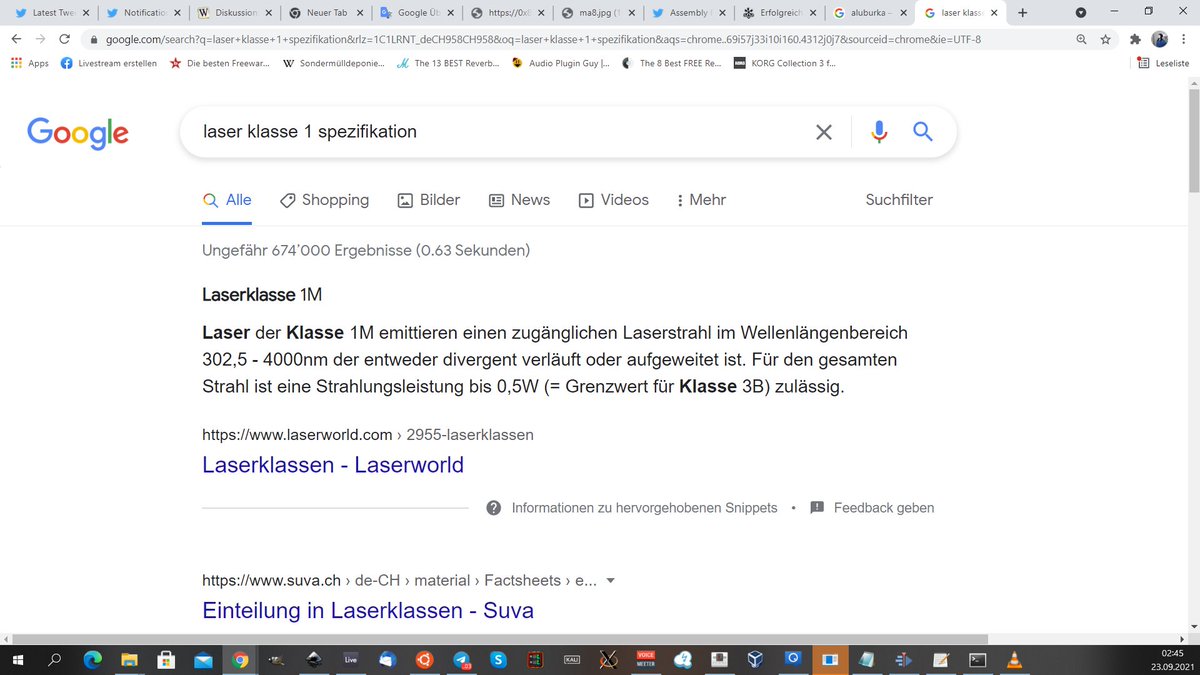 Latest Twe
Notification
Diskussion
Neuer Tab
Google Üb
https://0x
ma8.jpg (1
Assembly
Erfolgreich
aluburka –
laser klasse
google.com/search?q=laser+klasse+1+spezifikation&rlz=1C1LRNT_deCH958CH958&oq=laser+klasse+1+spezifikation&aqs=chrome..69i57j33i10i160.4312j0j7&sourceid=chrome&ie=UTF-8
Apps
Livestream erstellen
Die besten Freewar...
Sondermülldeponie...
The 13 BEST Reverb...
Audio Plugin Guy |...
The 8 Best FREE Re...
KORG Collection 3 f...
Leseliste
Google
laser klasse 1 spezifikation
Alle
Shopping
Bilder
News
Videos
Mehr
Suchfilter
Ungefähr 674’000 Ergebnisse (0.63 Sekunden)
Laserklasse 1M
Laser der Klasse 1M emittieren einen zugänglichen Laserstrahl im Wellenlängenbereich
302,5 - 4000nm der entweder divergent verläuft oder aufgeweitet ist. Für den gesamten
Strahl ist eine Strahlungsleistung bis 0,5W (= Grenzwert für Klasse 3B) zulässig.
https://www.laserworld.com › 2955-laserklassen
Laserklassen - Laserworld
Informationen zu hervorgehobenen Snippets • Feedback geben
https://www.suva.ch › de-CH › material › Factsheets › e...
Einteilung in Laserklassen - Suva
Live
KALI
VOICE
MEETER
02:45
23.09.2021